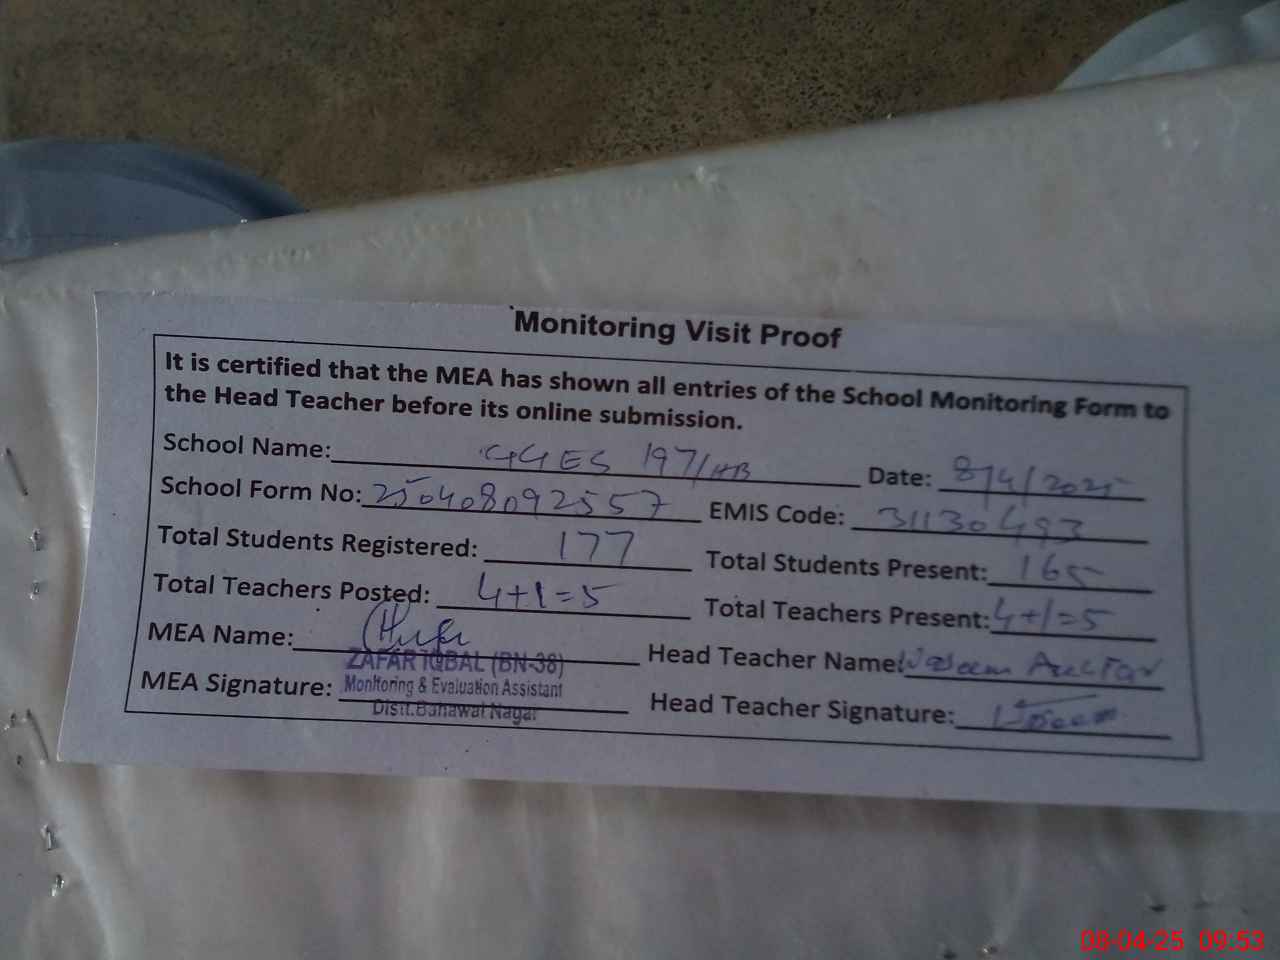 Monitoring Visit Proof
It is certified that the MEA has shown all entries of the School Monitoring Form to
the Head Teacher before its online submission.
School Name: GGES 197/HB Date: 8/4/2025
School Form No: 250408092557 EMIS Code: 31130493
Total Students Registered: 177 Total Students Present: 165
Total Teachers Posted: 4+1=5 Total Teachers Present: 4+1=5
MEA Name: Head Teacher Name: Waseem Akhtar
ZAFAR IQBAL (BN-38)
MEA Signature: Monitoring & Evaluation Assistant Head Teacher Signature: Waseem
Distt. Bahawal Nagar
08-04-25 09:53